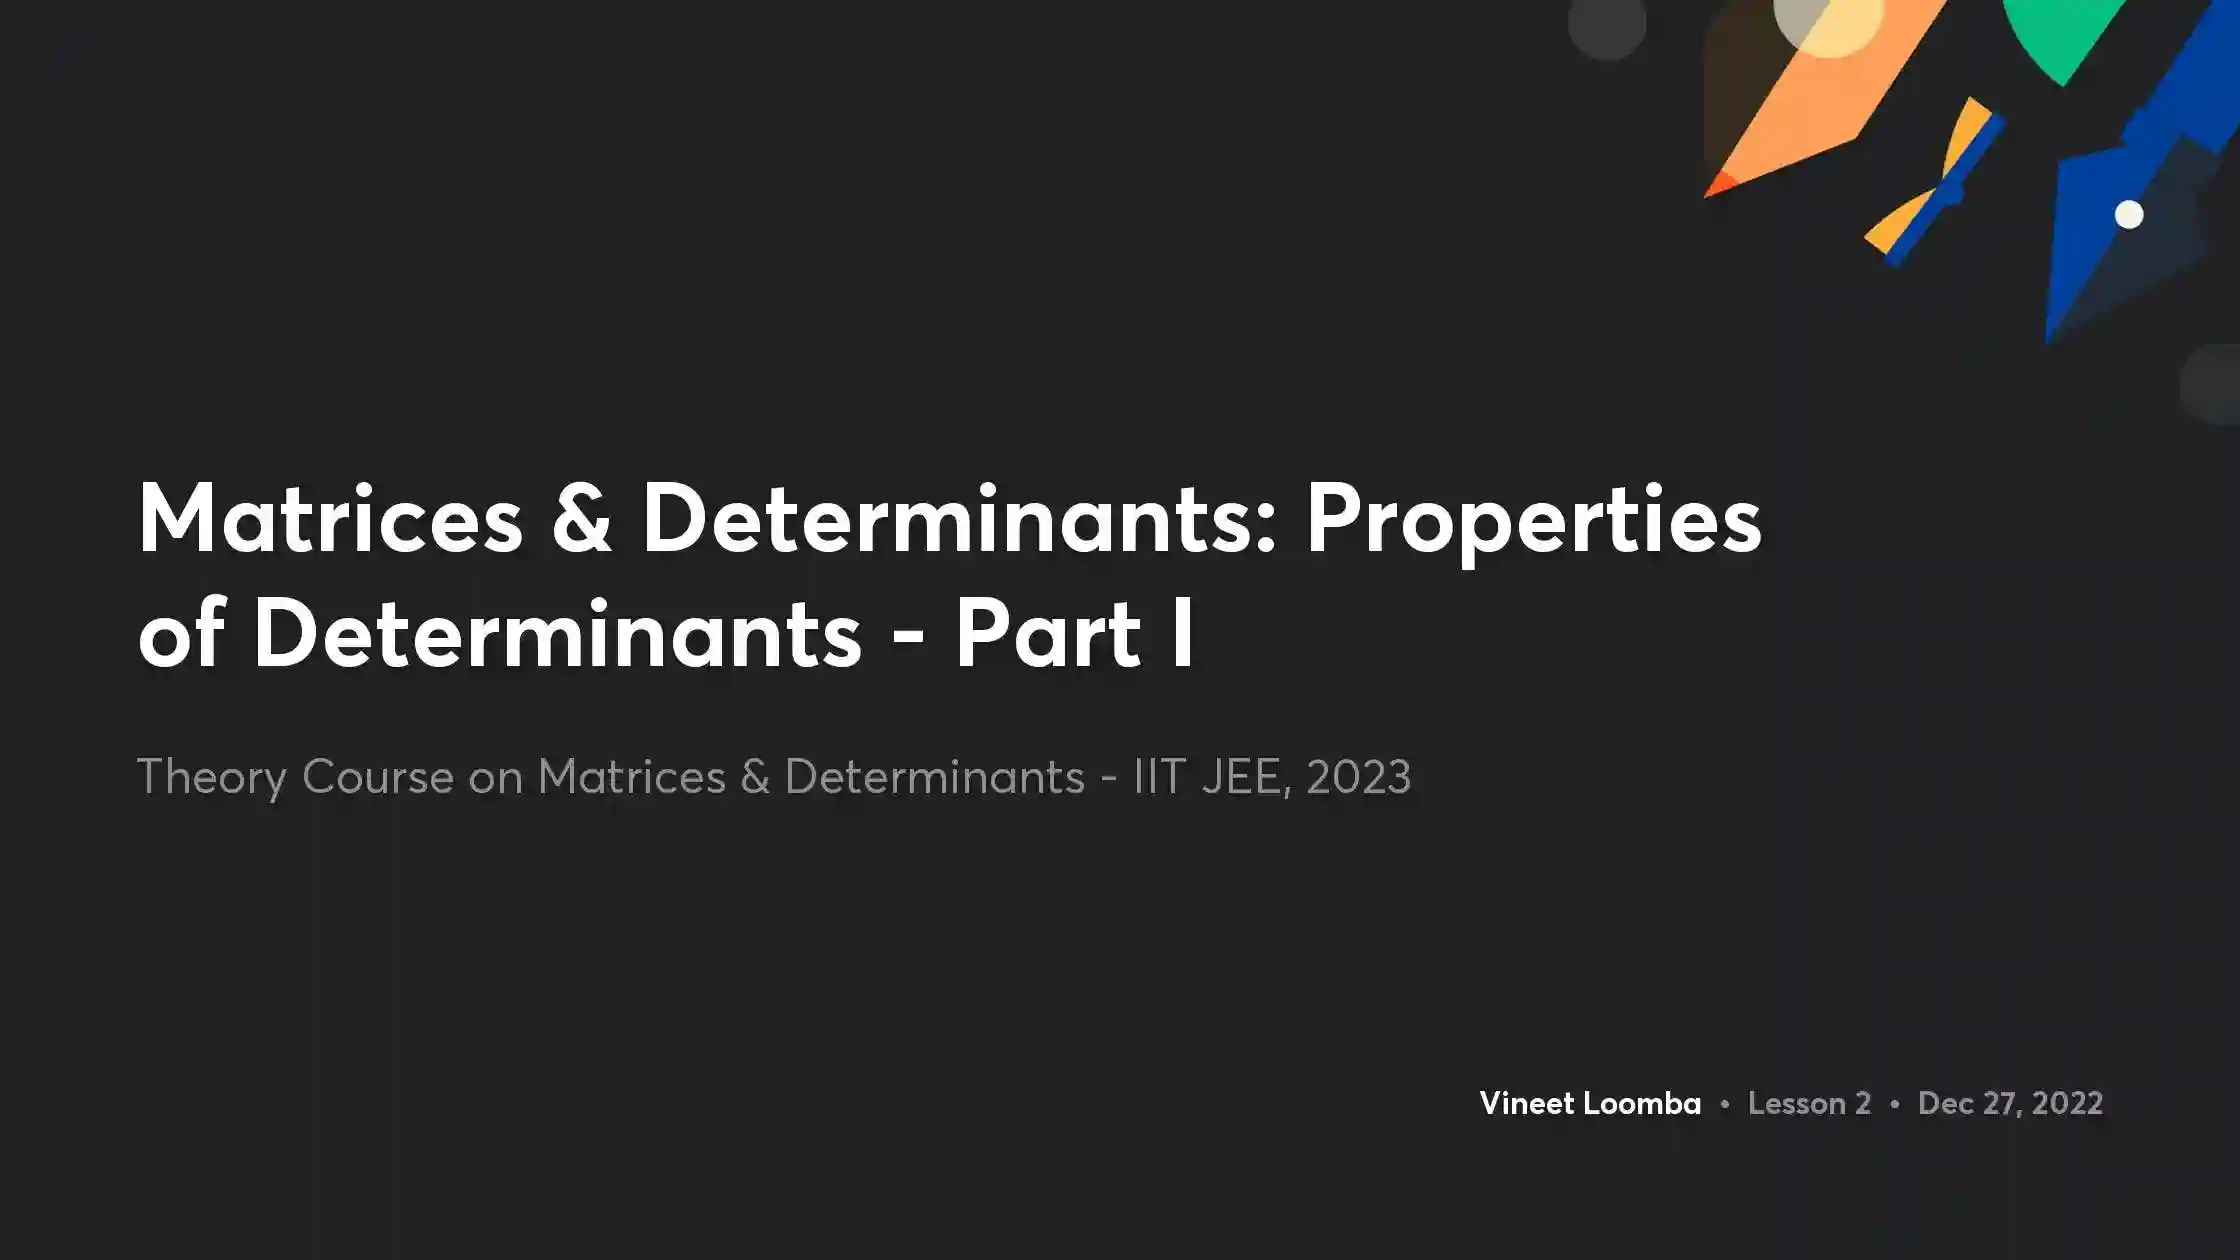 Matrices & Determinants: Properties
of Determinants - Part I
Theory Course on Matrices & Determinants - IIT JEE, 2023
Vineet Loomba • Lesson 2 • Dec 27, 2022